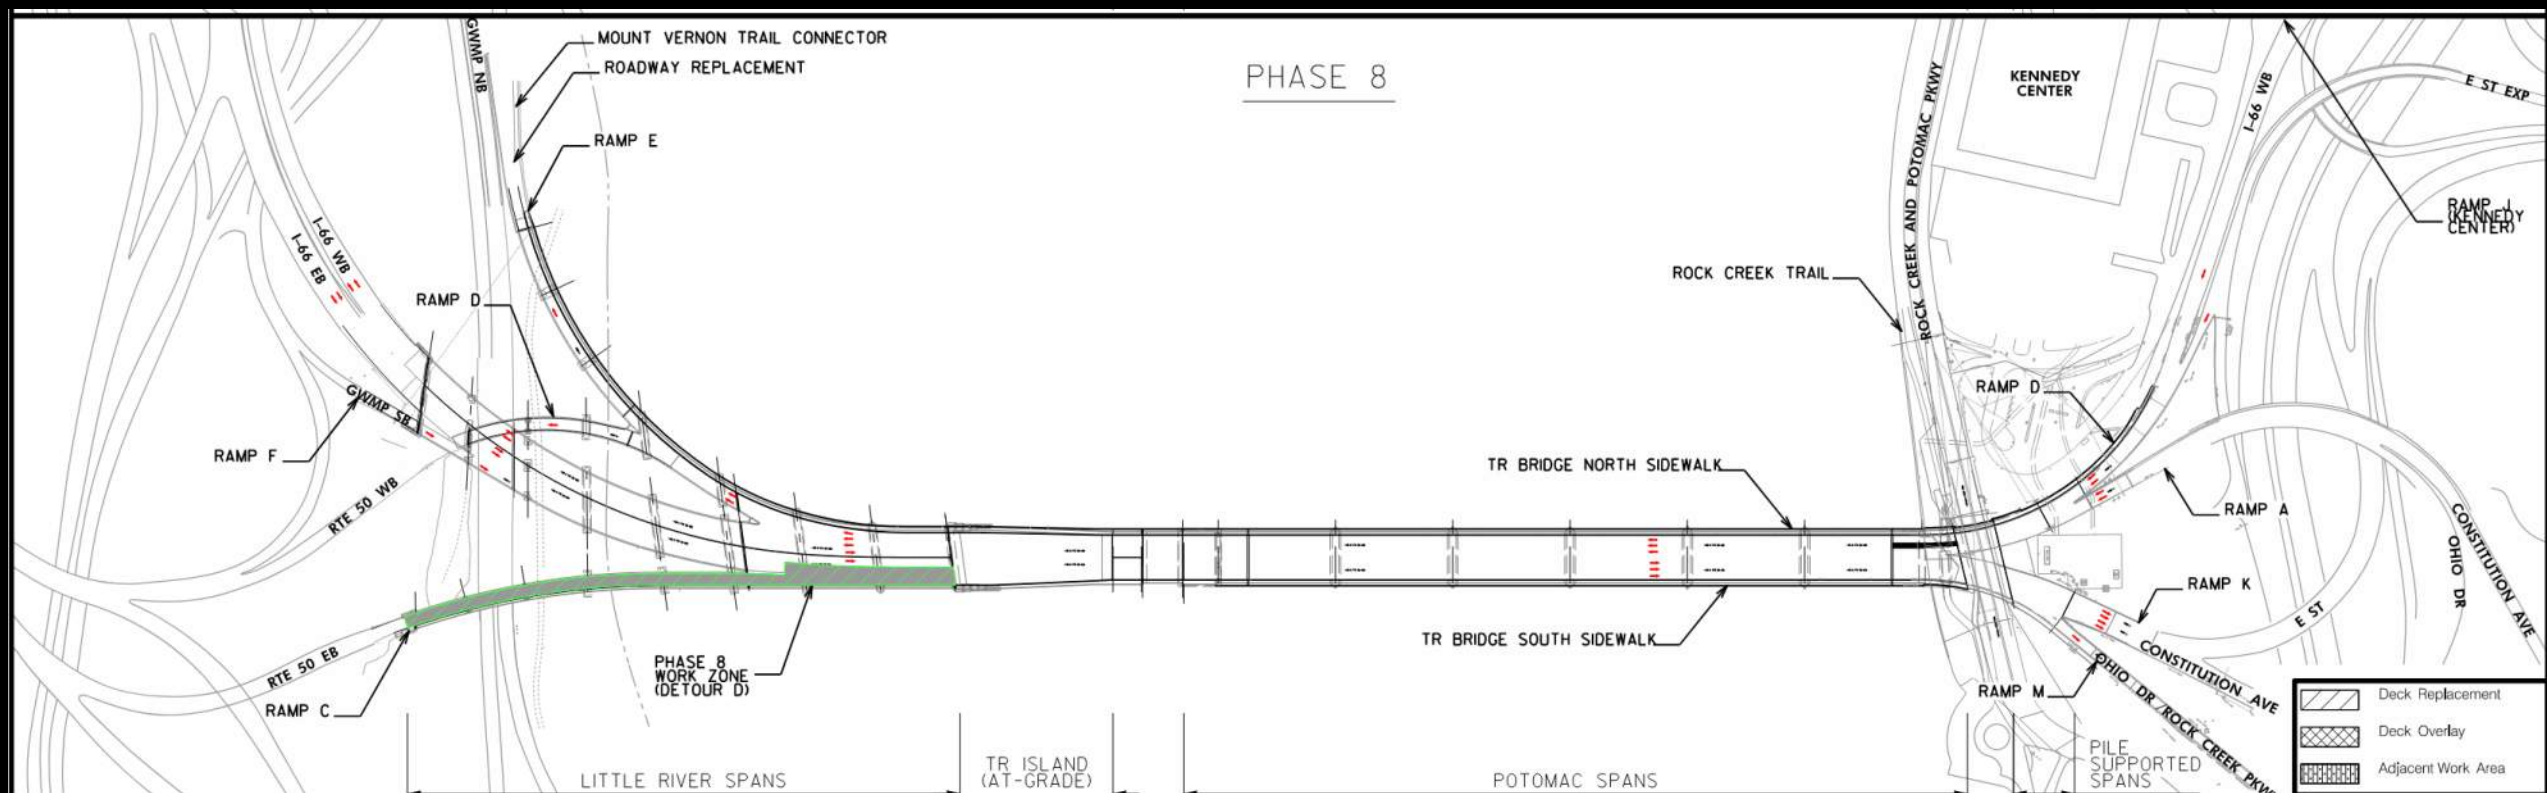 MOUNT VERNON TRAIL CONNECTOR
ROADWAY REPLACEMENT
PHASE 8
GWMP NB
RAMP E
I-66 WB
I-66 EB
RAMP D
GWMP SB
RAMP F
RTE 50 WB
RTE 50 EB
RAMP C
PHASE 8
WORK ZONE
(DETOUR D)
LITTLE RIVER SPANS
TR ISLAND
(AT-GRADE)
POTOMAC SPANS
TR BRIDGE NORTH SIDEWALK
TR BRIDGE SOUTH SIDEWALK
ROCK CREEK TRAIL
ROCK CREEK AND POTOMAC PKWY
KENNEDY
CENTER
I-66 WB
E ST EXP
RAMP J
(KENNEDY
CENTER)
RAMP D
RAMP A
CONSTITUTION AVE
OHIO DR
RAMP K
E ST
CONSTITUTION AVE
RAMP M
OHIO DR /ROCK CREEK PKWY
PILE
SUPPORTED
SPANS
Deck Replacement
Deck Overlay
Adjacent Work Area